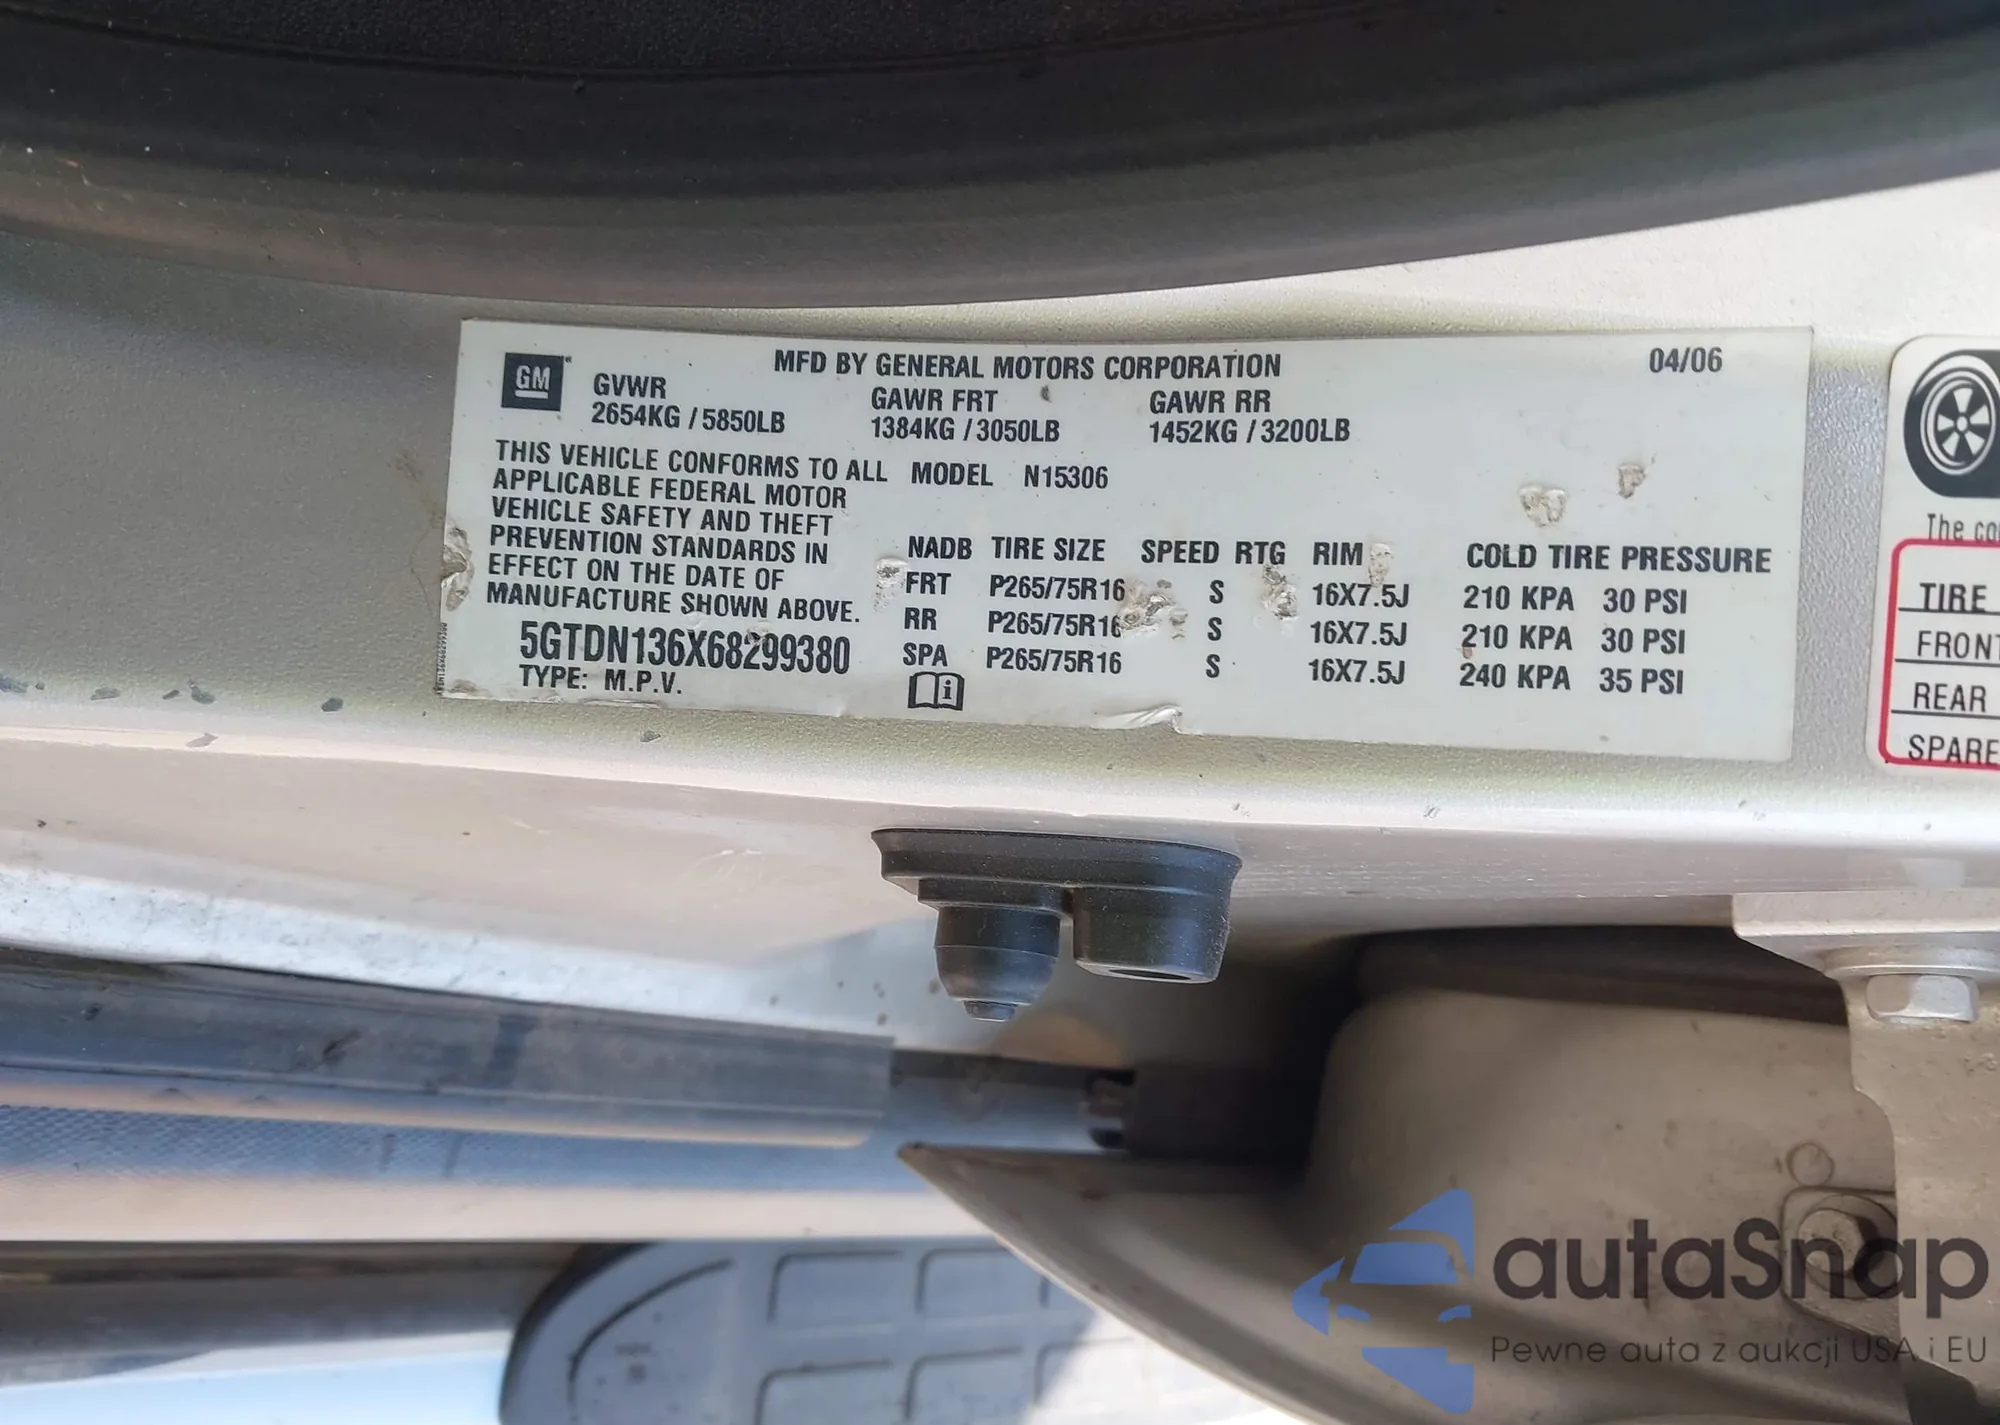 MFD BY GENERAL MOTORS CORPORATION 04/06
GM
GVWR GAWR FRT GAWR RR
2654KG / 5850LB 1384KG / 3050LB 1452KG / 3200LB
THIS VEHICLE CONFORMS TO ALL
APPLICABLE FEDERAL MOTOR
VEHICLE SAFETY AND THEFT
PREVENTION STANDARDS IN
EFFECT ON THE DATE OF
MANUFACTURE SHOWN ABOVE.
5GTDN136X68299380
TYPE: M.P.V.
MODEL N15306
NADB TIRE SIZE SPEED RTG RIM COLD TIRE PRESSURE
FRT P265/75R16 S 16X7.5J 210 KPA 30 PSI
RR P265/75R16 S 16X7.5J 210 KPA 30 PSI
SPA P265/75R16 S 16X7.5J 240 KPA 35 PSI
The
TIRE
FRONT
REAR
SPARE
autaSnap
Pewne auta z aukcji USA i EU